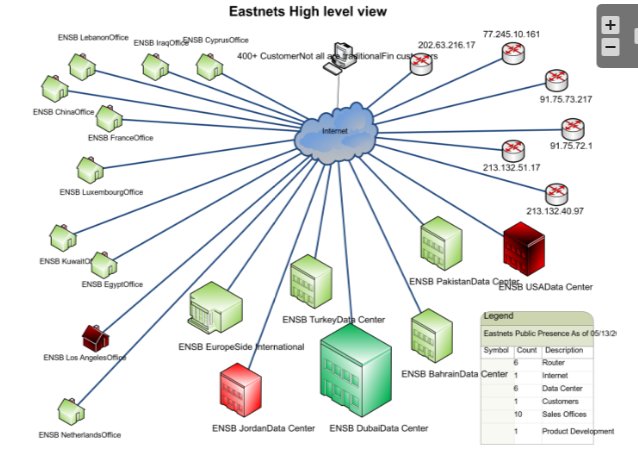 Eastnets High level view
ENSB LebanonOffice
ENSB IraqOffice
ENSB CyprusOffice
400+ CustomerNot all are traditionalFin customers
202.63.216.17
77.245.10.161
ENSB ChinaOffice
91.75.73.217
ENSB FranceOffice
Internet
91.75.72.1
213.132.51.17
ENSB LuxembourgOffice
213.132.40.97
ENSB KuwaitO
ENSB EgyptOffice
ENSB PakistanData Center
ENSB USAData Center
ENSB TurkeyData Center
ENSB EuropeSide International
ENSB Los AngelesOffice
ENSB BahrainData Center
ENSB JordanData Center
ENSB DubaiData Center
ENSB NetherlandsOffice
Legend
Eastnets Public Presence As of 05/13/2
Symbol Count Description
6 Router
1 Internet
6 Data Center
1 Customers
10 Sales Offices
1 Product Development